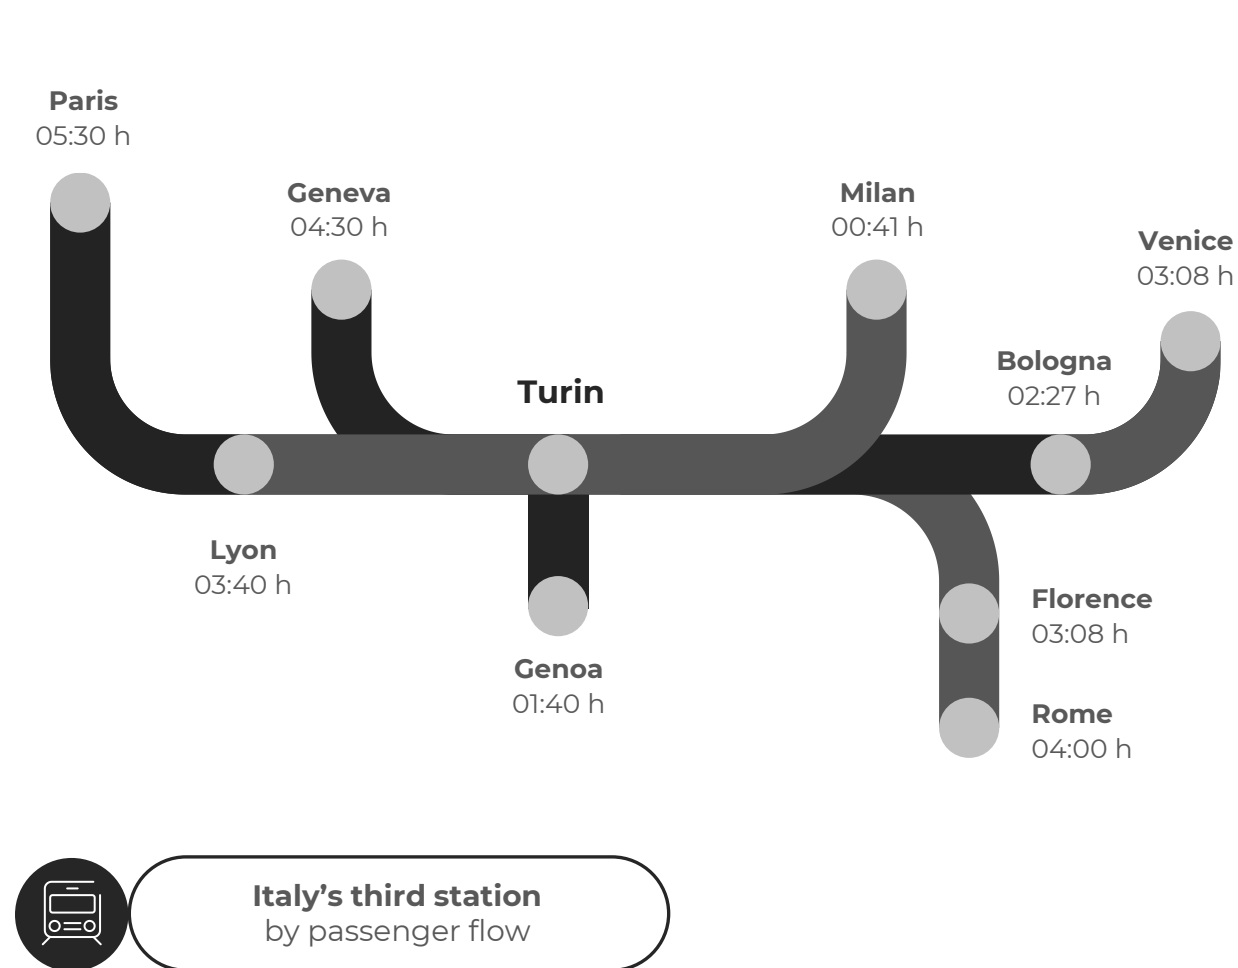 Paris
05:30 h
Geneva
04:30 h
Milan
00:41 h
Venice
03:08 h
Bologna
02:27 h
Turin
Lyon
03:40 h
Genoa
01:40 h
Florence
03:08 h
Rome
04:00 h
Italy’s third station
by passenger flow